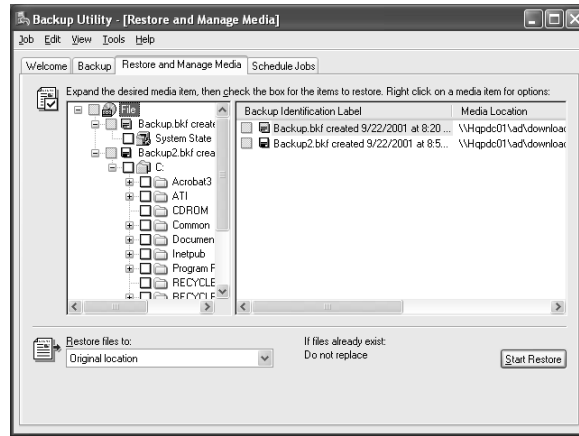 Backup Utility - [Restore and Manage Media]
Job Edit View Tools Help
Welcome Backup Restore and Manage Media Schedule Jobs
Expand the desired media item, then check the box for the items to restore. Right click on a media item for options:
File
Backup.bkf create
System State
Backup2.bkf crea
C:
Acrobat3
ATI
CDROM
Common
Documen
Inetpub
Program F
RECYCLE
RECYCLE
Backup Identification Label Media Location
Backup.bkf created 9/22/2001 at 8:20 ... \\Hqpdc01\ad\downloac
Backup2.bkf created 9/22/2001 at 8:5... \\Hqpdc01\ad\downloac
Restore files to:
Original location
If files already exist:
Do not replace
Start Restore